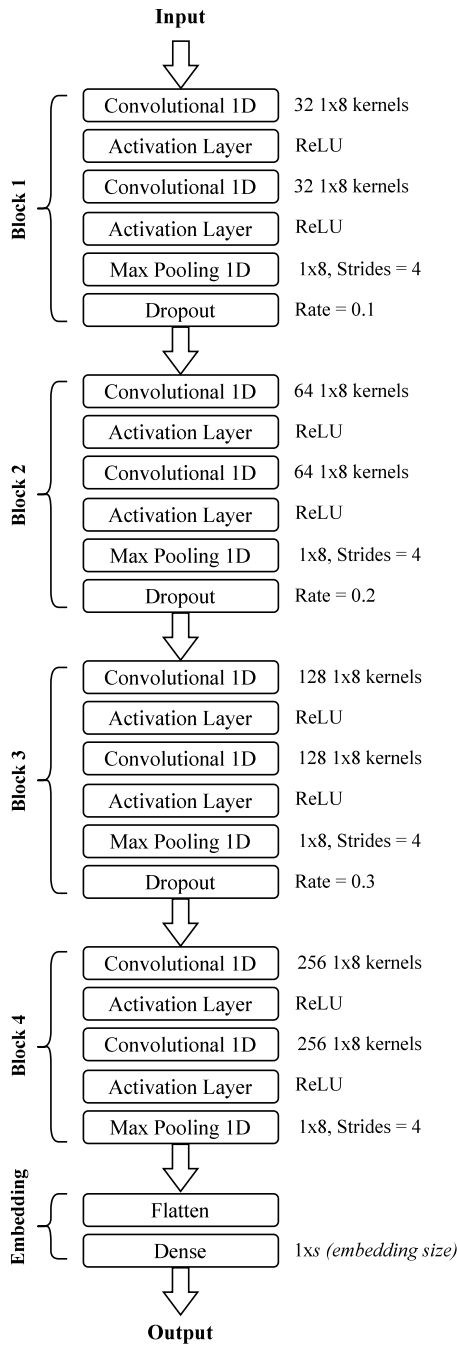 Input
Block 1
Convolutional 1D 32 1x8 kernels
Activation Layer ReLU
Convolutional 1D 32 1x8 kernels
Activation Layer ReLU
Max Pooling 1D 1x8, Strides = 4
Dropout Rate = 0.1
Block 2
Convolutional 1D 64 1x8 kernels
Activation Layer ReLU
Convolutional 1D 64 1x8 kernels
Activation Layer ReLU
Max Pooling 1D 1x8, Strides = 4
Dropout Rate = 0.2
Block 3
Convolutional 1D 128 1x8 kernels
Activation Layer ReLU
Convolutional 1D 128 1x8 kernels
Activation Layer ReLU
Max Pooling 1D 1x8, Strides = 4
Dropout Rate = 0.3
Block 4
Convolutional 1D 256 1x8 kernels
Activation Layer ReLU
Convolutional 1D 256 1x8 kernels
Activation Layer ReLU
Max Pooling 1D 1x8, Strides = 4
Embedding
Flatten
Dense 1xs (embedding size)
Output